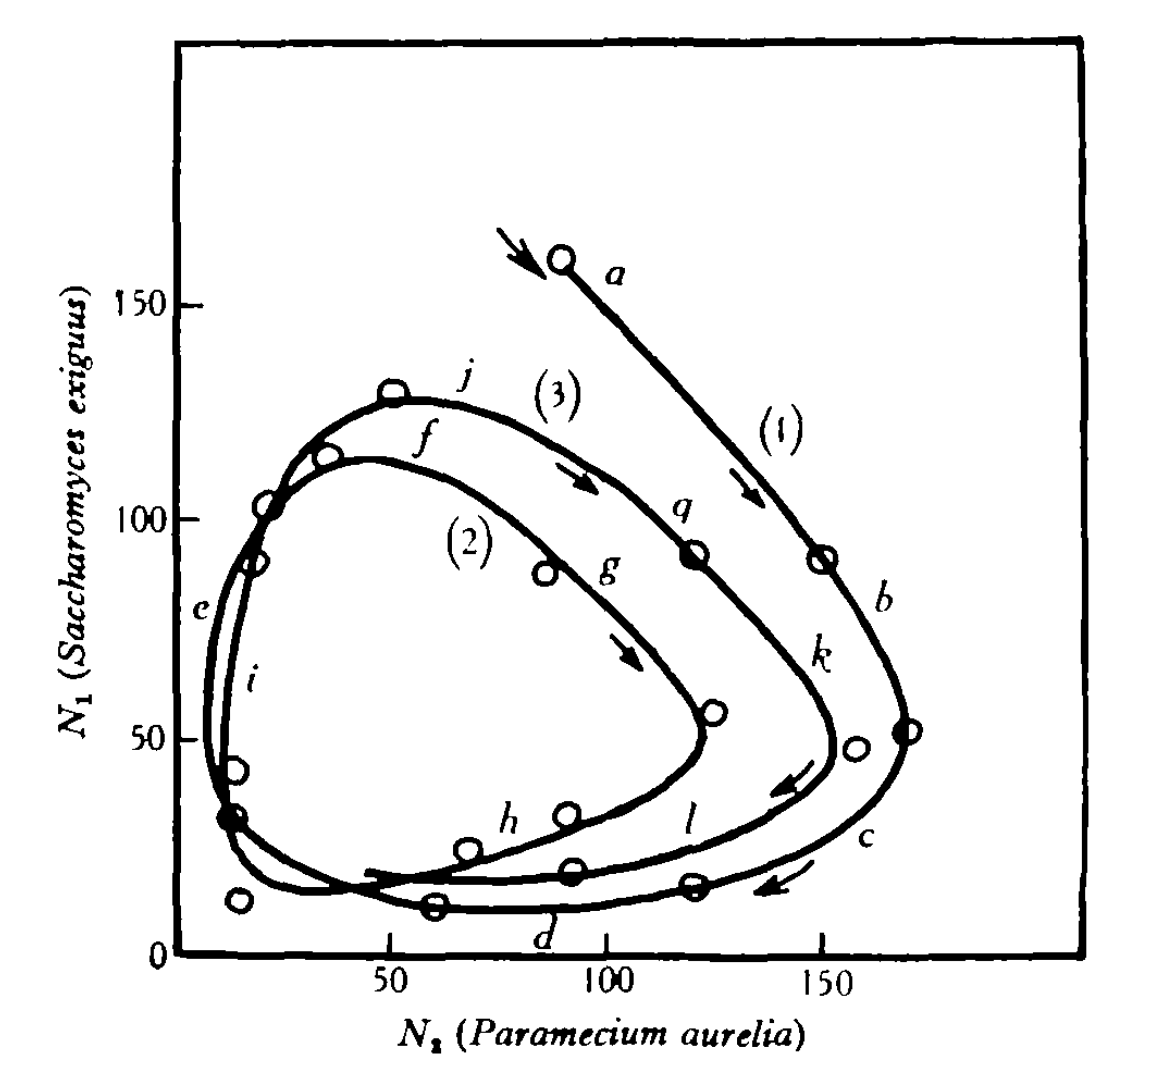 a
150
j
(3)
(1)
f
100
q
(2)
g
e
b
k
i
N₁ (Saccharomyces exiguus)
50
h
l
c
d
0
50
100
150
N₂ (Paramecium aurelia)